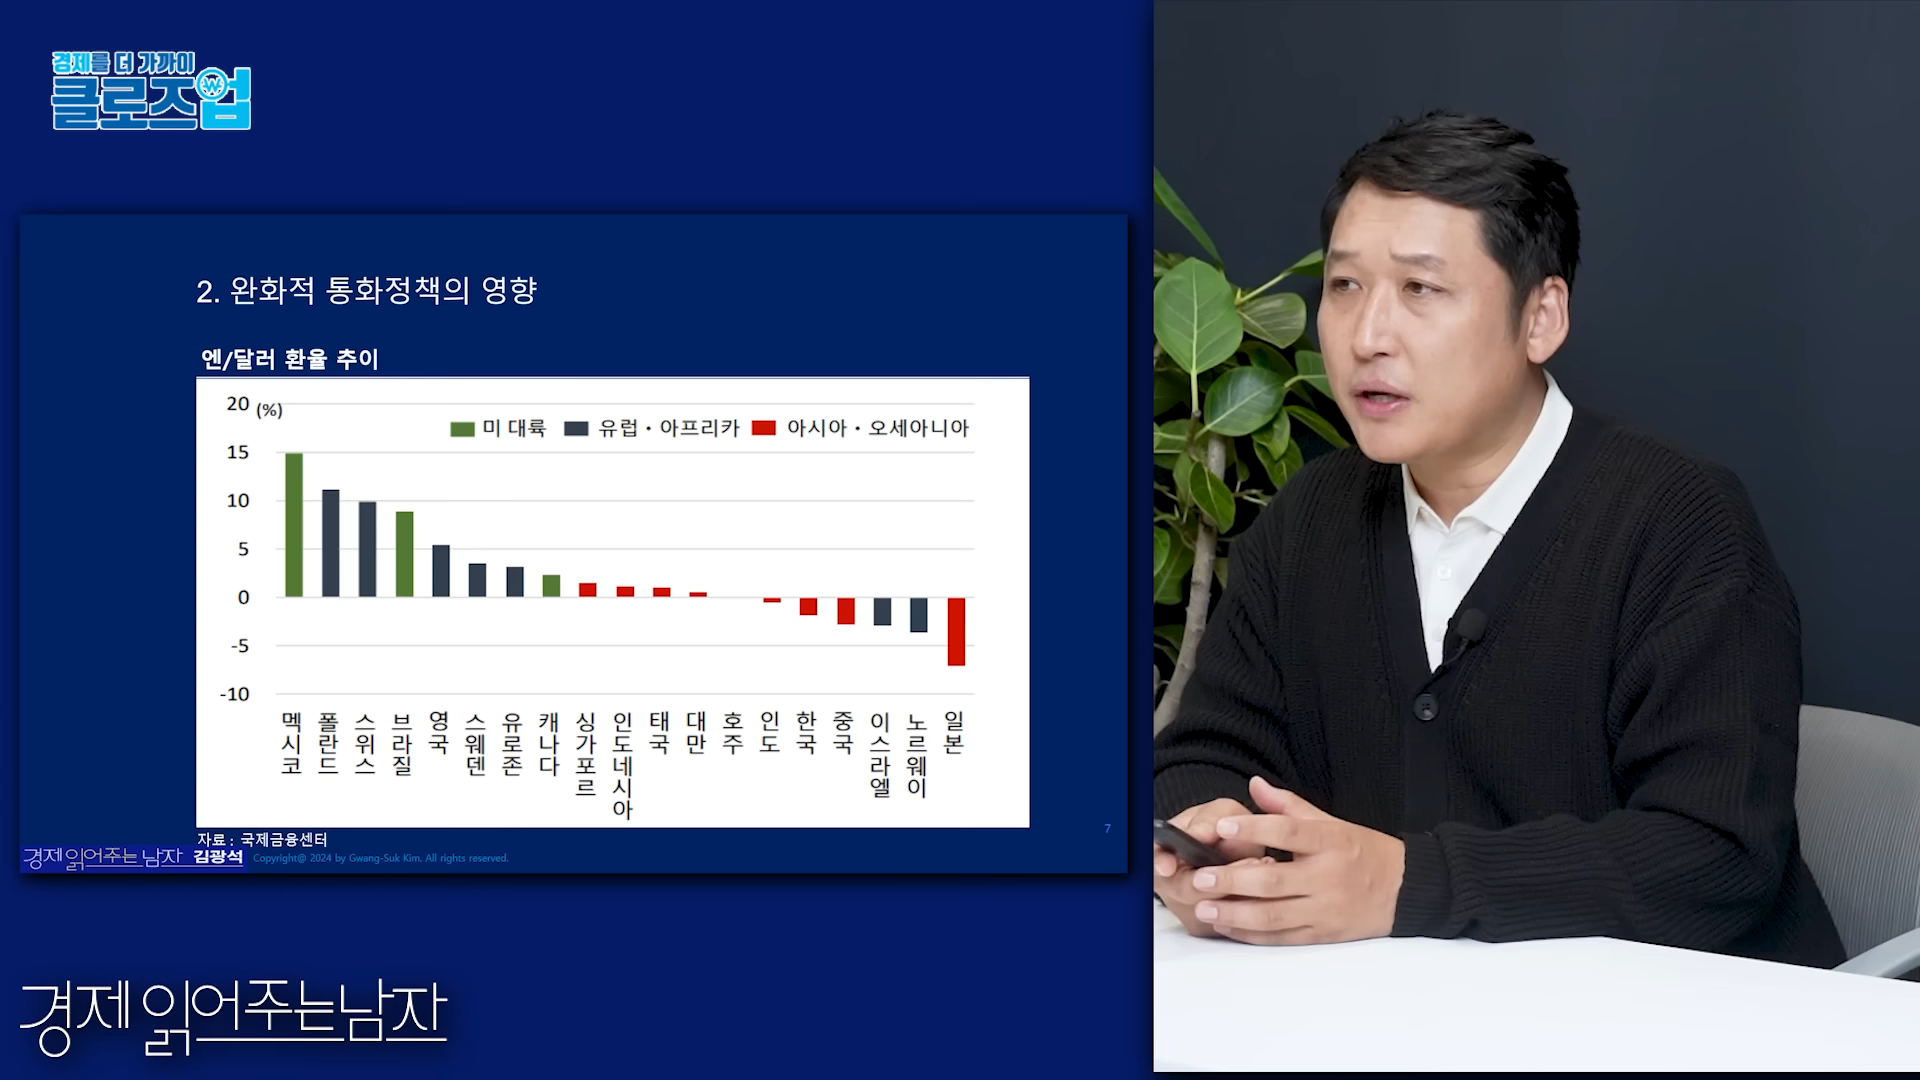 경제를 더 가까이
클로즈업
2. 완화적 통화정책의 영향
엔/달러 환율 추이
20 (%)
미 대륙 유럽・아프리카 아시아・오세아니아
15
10
5
0
-5
-10
멕시코 폴란드 스위스 브라질 영국 스웨덴 유로존 캐나다 싱가포르 인도네시아 태국 대만 호주 인도 한국 중국 이스라엘 노르웨이 일본
자료 : 국제금융센터
7
경제 읽어주는 남자 김광석 Copyright@ 2024 by Gwang-Suk Kim. All rights reserved.
경제 읽어주는 남자